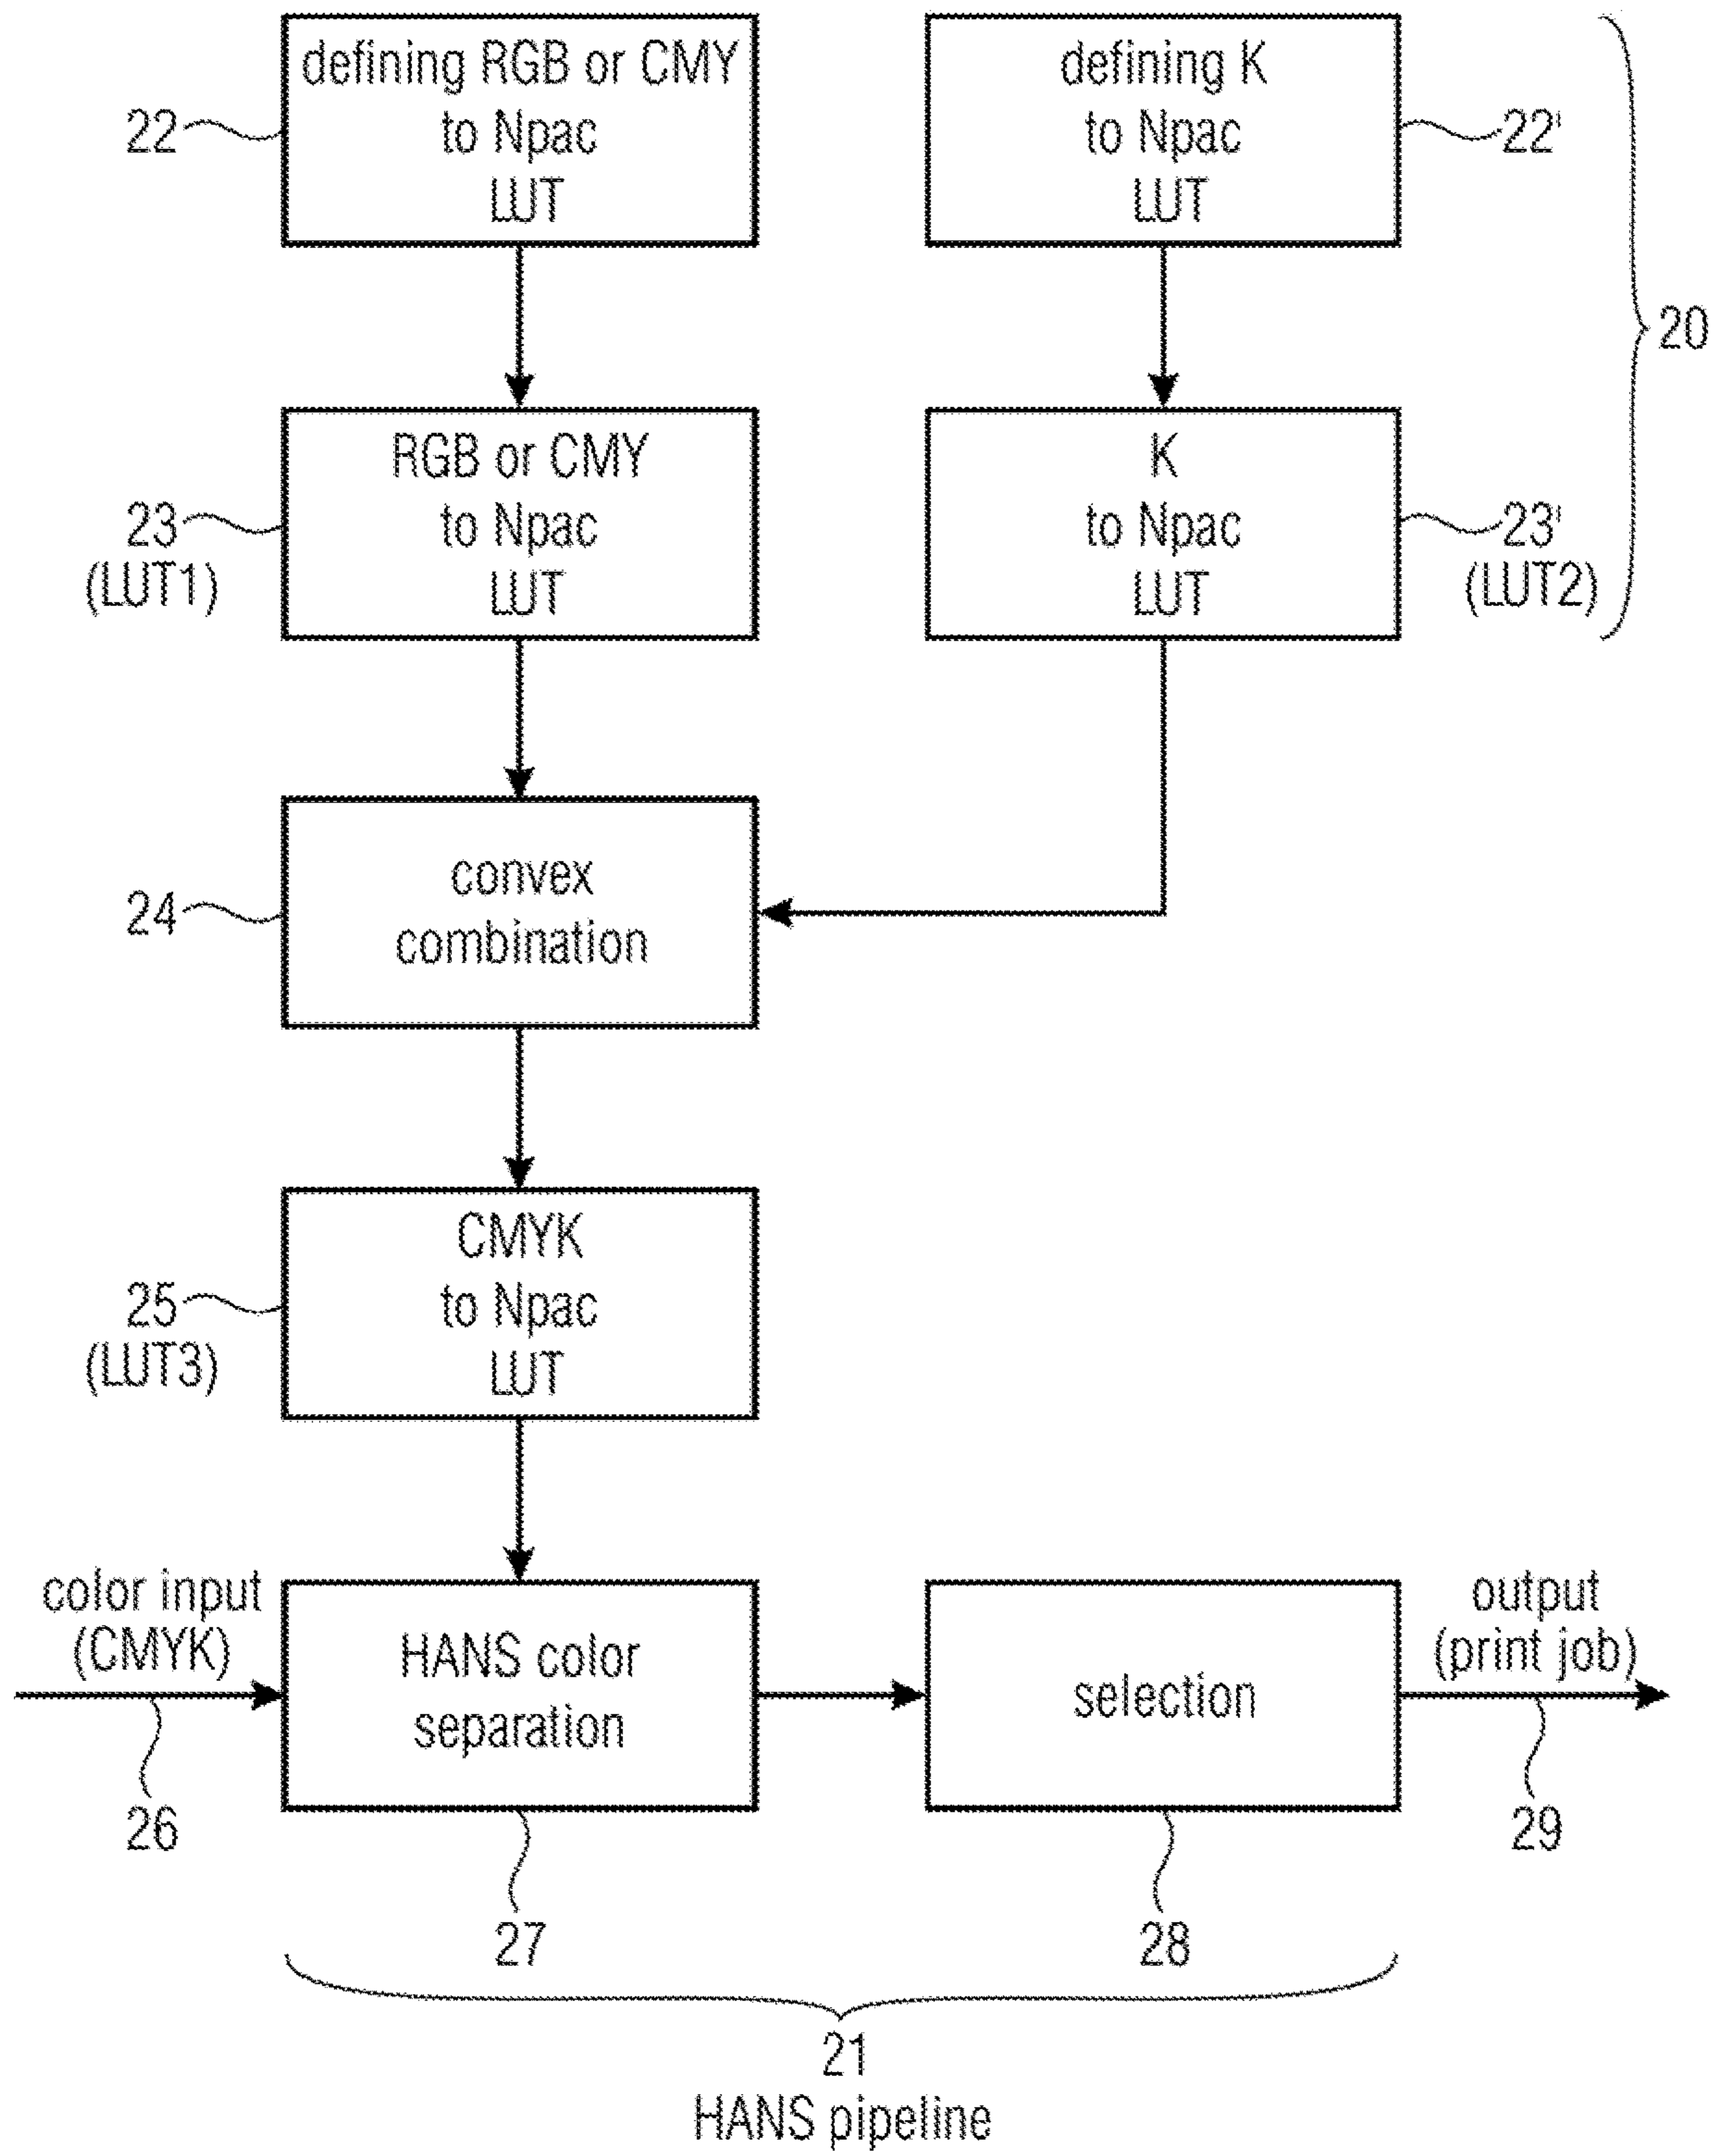 defining RGB or CMY
to Npac
LUT
22
defining K
to Npac
LUT
22'
20
RGB or CMY
to Npac
LUT
23
(LUT1)
K
to Npac
LUT
23'
(LUT2)
convex
combination
24
CMYK
to Npac
LUT
25
(LUT3)
color input
(CMYK)
26
HANS color
separation
27
selection
28
output
(print job)
29
21
HANS pipeline